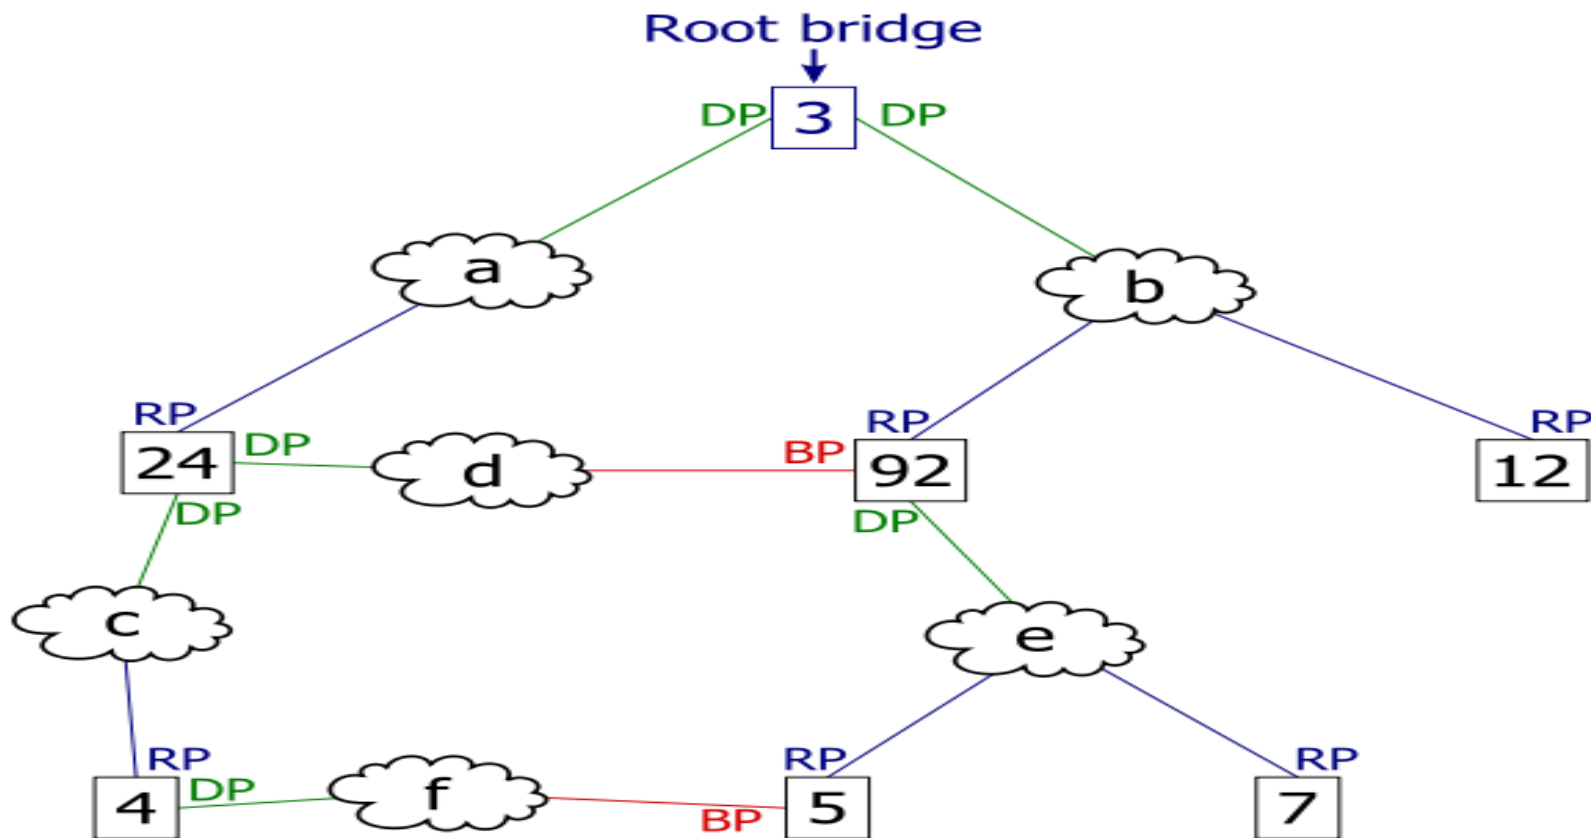 Root bridge
DP 3 DP
a
b
RP
RP
RP
24 DP
d
BP 92
12
DP
DP
c
e
RP
RP
RP
4 DP
f
BP 5
7